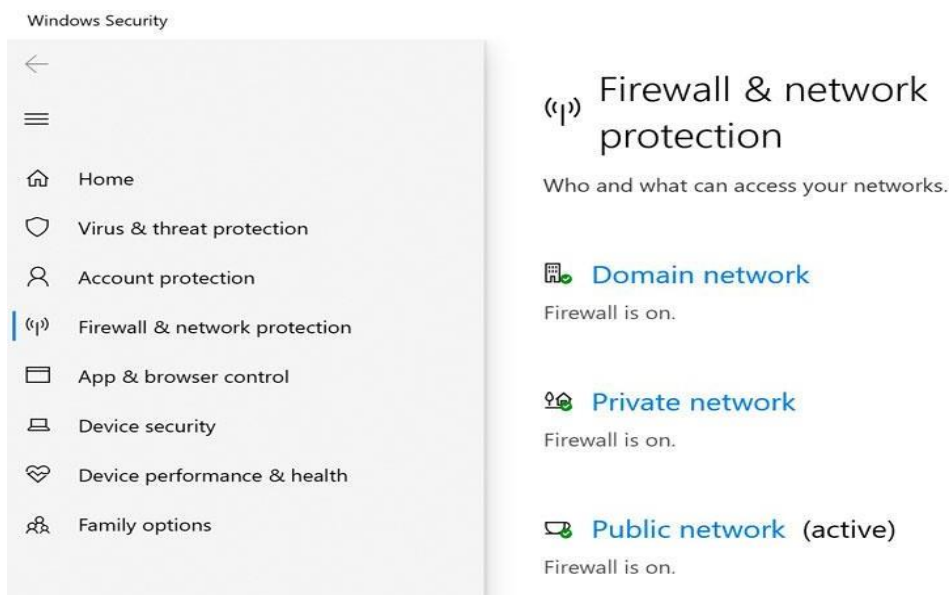 Windows Security
Home
Virus & threat protection
Account protection
Firewall & network protection
App & browser control
Device security
Device performance & health
Family options
Firewall & network
protection
Who and what can access your networks.
Domain network
Firewall is on.
Private network
Firewall is on.
Public network (active)
Firewall is on.